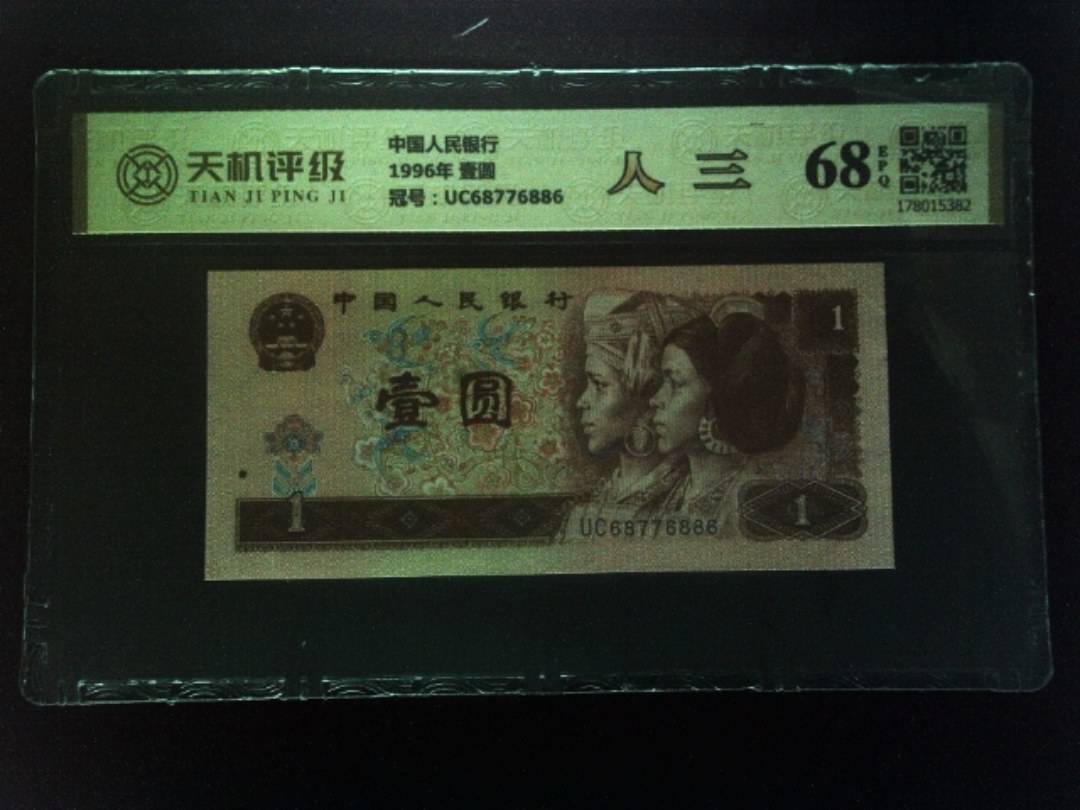 天机评级
TIAN JI PING JI
中国人民银行
1996年 壹圆
冠号：UC68776886
人 三
68
EPQ
178015382
中国人民银行
1
壹圆
1
UC68776886
1